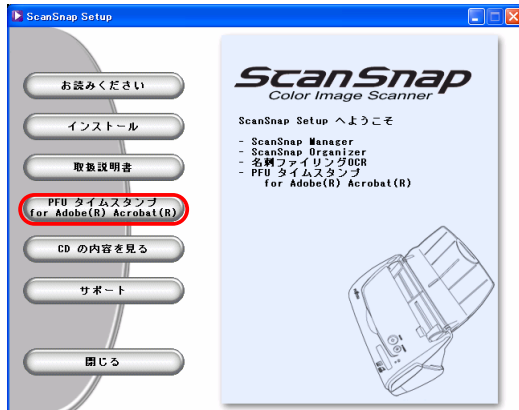 ScanSnap Setup
お読みください
インストール
取扱説明書
PFU タイムスタンプ
for Adobe(R) Acrobat(R)
CD の内容を見る
サポート
閉じる
ScanSnap
Color Image Scanner
ScanSnap Setup へようこそ
- ScanSnap Manager
- ScanSnap Organizer
- 名刺ファイリングOCR
- PFU タイムスタンプ
for Adobe(R) Acrobat(R)